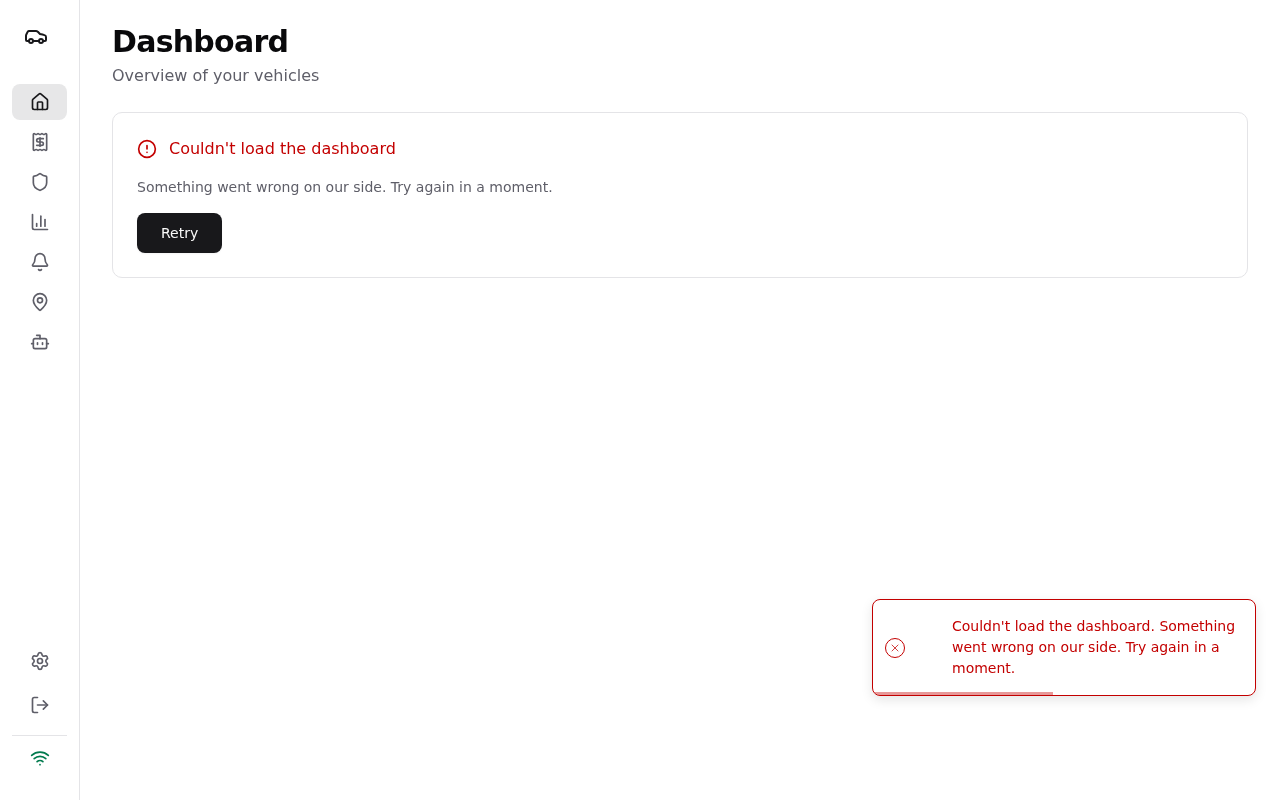 Dashboard
Overview of your vehicles
Couldn't load the dashboard
Something went wrong on our side. Try again in a moment.
Retry
Couldn't load the dashboard. Something
went wrong on our side. Try again in a
moment.